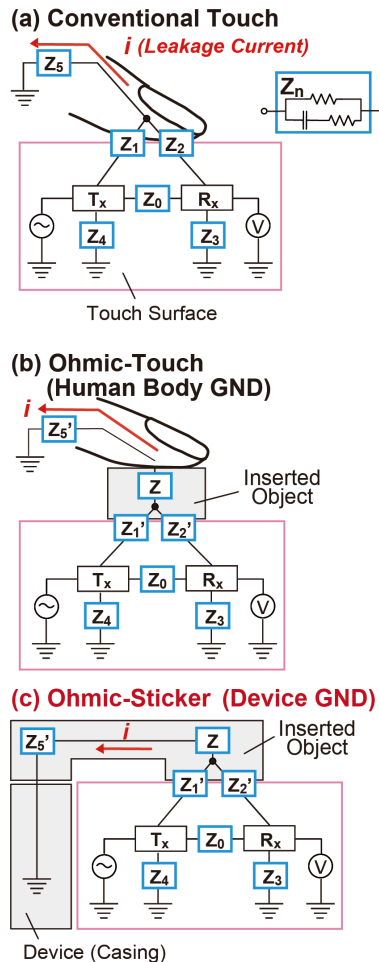 (a) Conventional Touch
i (Leakage Current)
Z5
Zn
Z1 Z2
Tx Z0 Rx
Z4 Z3
V
Touch Surface
(b) Ohmic-Touch
(Human Body GND)
i
Z5'
Inserted
Object
Z
Z1' Z2'
Tx Z0 Rx
Z4 Z3
V
(c) Ohmic-Sticker (Device GND)
Inserted
Object
Z5' i Z
Z1' Z2'
Tx Z0 Rx
Z4 Z3
V
Device (Casing)